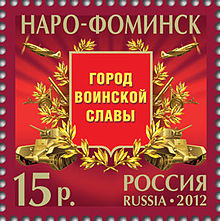 НАРО-ФОМИНСК
ГОРОД
ВОИНСКОЙ
СЛАВЫ
15 р.
РОССИЯ
RUSSIA • 2012